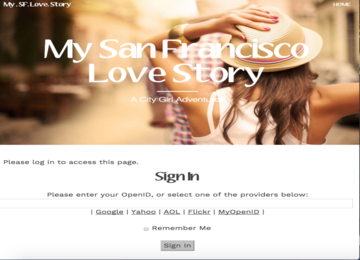 My .SF. Love. Story
HOME
My San Francisco
Love Story
A City Girl Adventure
Please log in to access this page.
Sign In
Please enter your OpenID, or select one of the providers below:
| Google | Yahoo | AOL | Flickr | MyOpenID |
Remember Me
Sign in